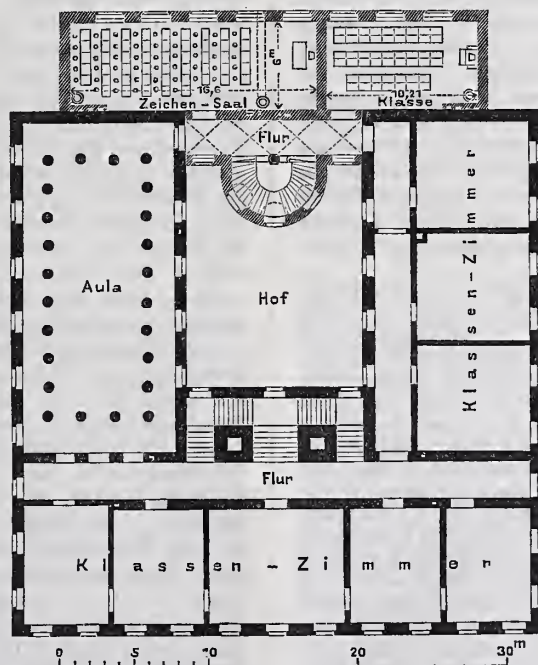 16,6
6 m
Zeichen-Saal
10,21
Klasse
Flur
Aula
Hof
Klassen-Zimmer
Flur
Klassen-Zimmer
0 5 10 20 30 m